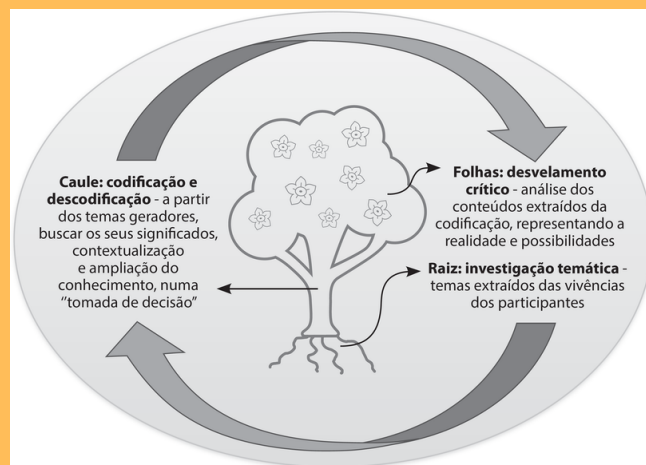 Caule: codificação e
descodificação - a partir
dos temas geradores,
buscar os seus significados,
contextualização
e ampliação do
conhecimento, numa
“tomada de decisão”
Folhas: desvelamento
crítico - análise dos
conteúdos extraídos da
codificação, representando a
realidade e possibilidades
Raiz: investigação temática -
temas extraídos das vivências
dos participantes